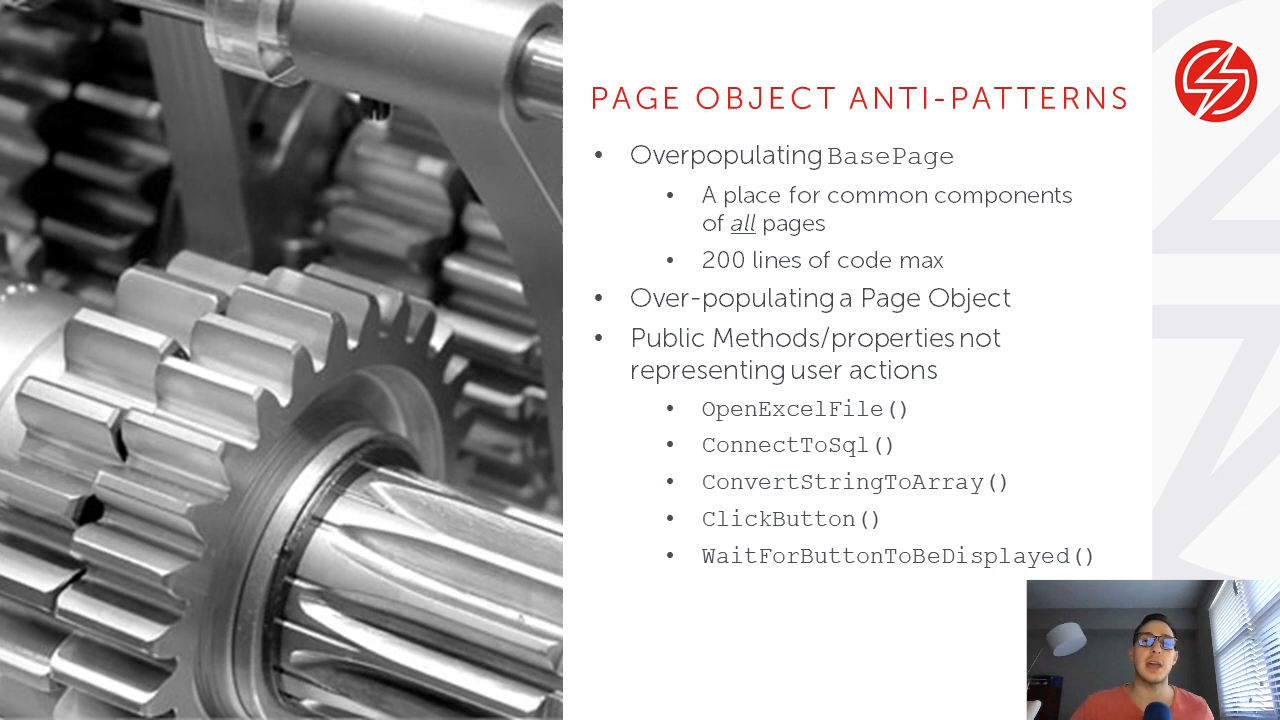 PAGE OBJECT ANTI-PATTERNS
• Overpopulating BasePage
• A place for common components
of all pages
• 200 lines of code max
• Over-populating a Page Object
• Public Methods/properties not
representing user actions
• OpenExcelFile()
• ConnectToSql()
• ConvertStringToArray()
• ClickButton()
• WaitForButtonToBeDisplayed()